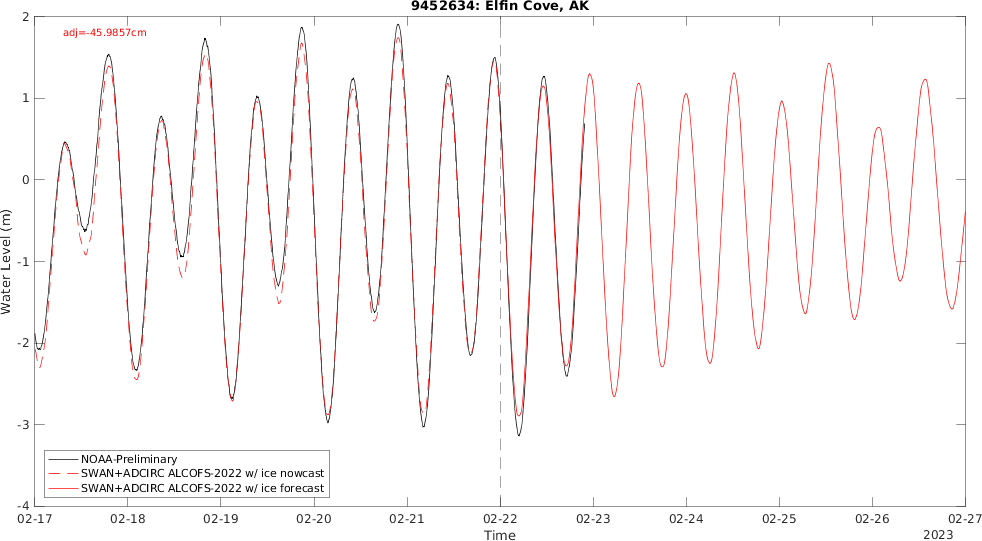 9452634: Elfin Cove, AK
adj=-45.9857cm
2
1
0
-1
-2
-3
-4
Water Level (m)
NOAA-Preliminary
SWAN+ADCIRC ALCOFS-2022 w/ ice nowcast
SWAN+ADCIRC ALCOFS-2022 w/ ice forecast
02-17 02-18 02-19 02-20 02-21 02-22 02-23 02-24 02-25 02-26 02-27
Time
2023